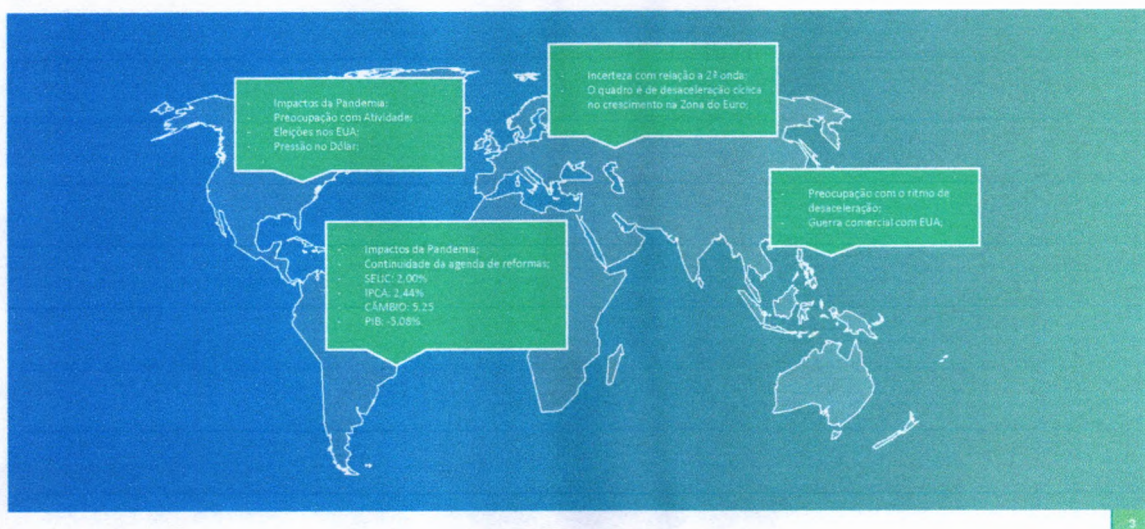 - Impactos da Pandemia;
- Preocupação com Atividade;
- Eleições nos EUA;
- Pressão no Dólar;
- Incerteza com relação a 2ª onda;
- O quadro é de desaceleração cíclica
no crescimento na Zona do Euro;
- Preocupação com o ritmo de
desaceleração;
- Guerra comercial com EUA;
- Impactos da Pandemia;
- Continuidade da agenda de reformas;
- SELIC: 2,00%
- IPCA: 2,44%
- CÂMBIO: 5,25
- PIB: -5,08%